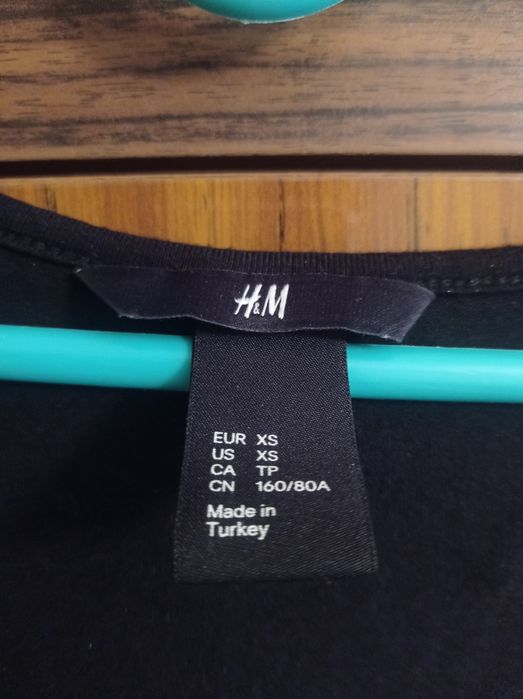 H&M
EUR XS
US XS
CA TP
CN 160/80A
Made in
Turkey